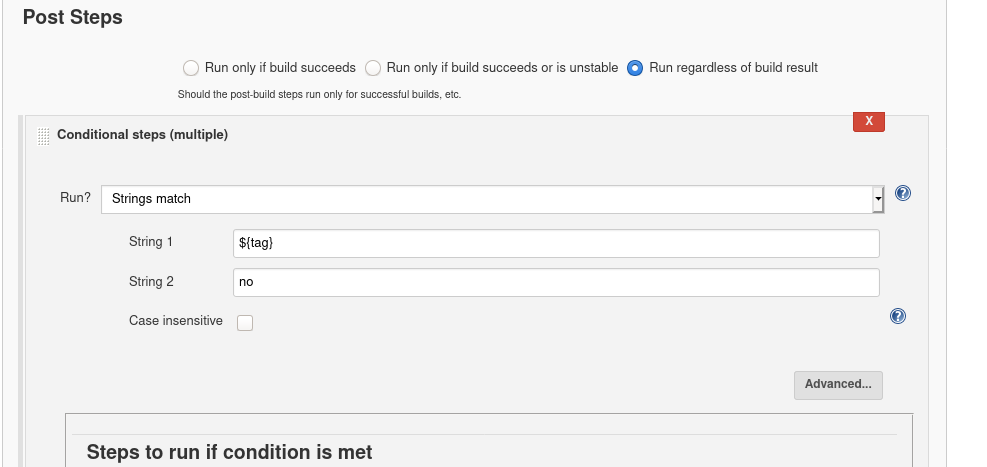 Post Steps
Run only if build succeeds Run only if build succeeds or is unstable Run regardless of build result
Should the post-build steps run only for successful builds, etc.
X
Conditional steps (multiple)
Run? Strings match ?
String 1 ${tag}
String 2 no
Case insensitive ?
Advanced...
Steps to run if condition is met